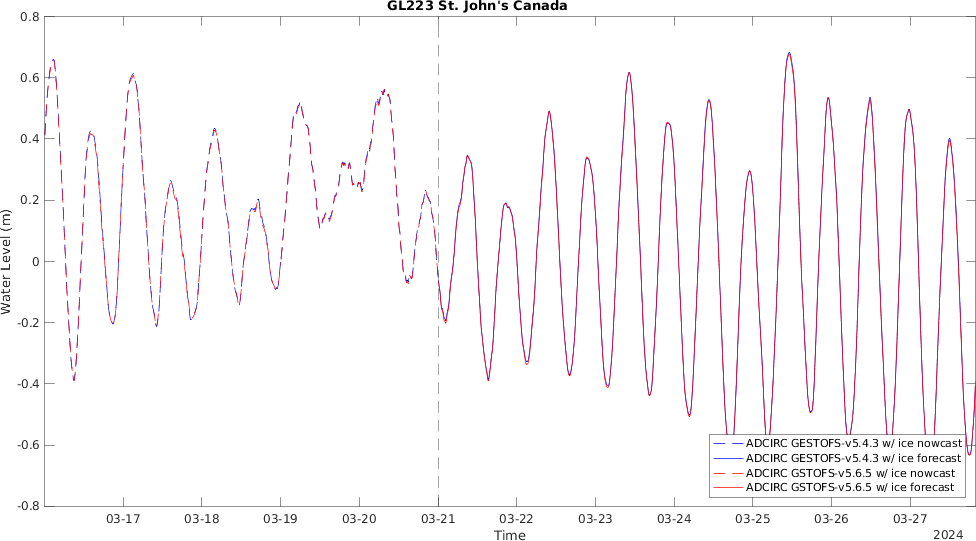 GL223 St. John's Canada
0.8
0.6
0.4
0.2
0
-0.2
-0.4
-0.6
-0.8
Water Level (m)
ADCIRC GESTOFS-v5.4.3 w/ ice nowcast
ADCIRC GESTOFS-v5.4.3 w/ ice forecast
ADCIRC GSTOFS-v5.6.5 w/ ice nowcast
ADCIRC GSTOFS-v5.6.5 w/ ice forecast
03-17 03-18 03-19 03-20 03-21 03-22 03-23 03-24 03-25 03-26 03-27
Time
2024